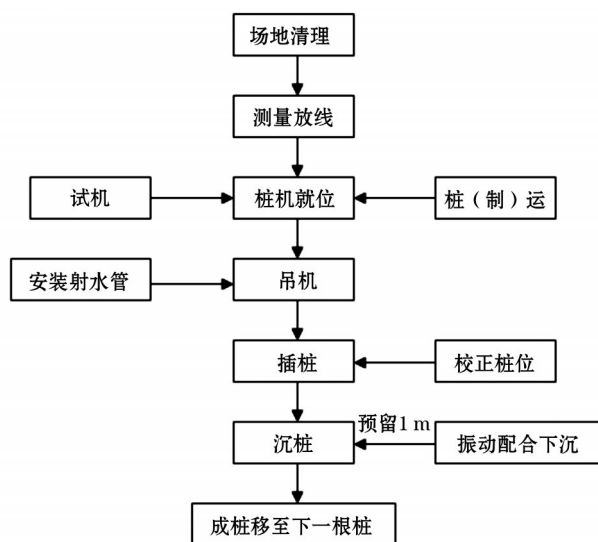 场地清理
测量放线
试机
桩机就位
桩（制）运
安装射水管
吊机
插桩
校正桩位
预留1 m
沉桩
振动配合下沉
成桩移至下一根桩